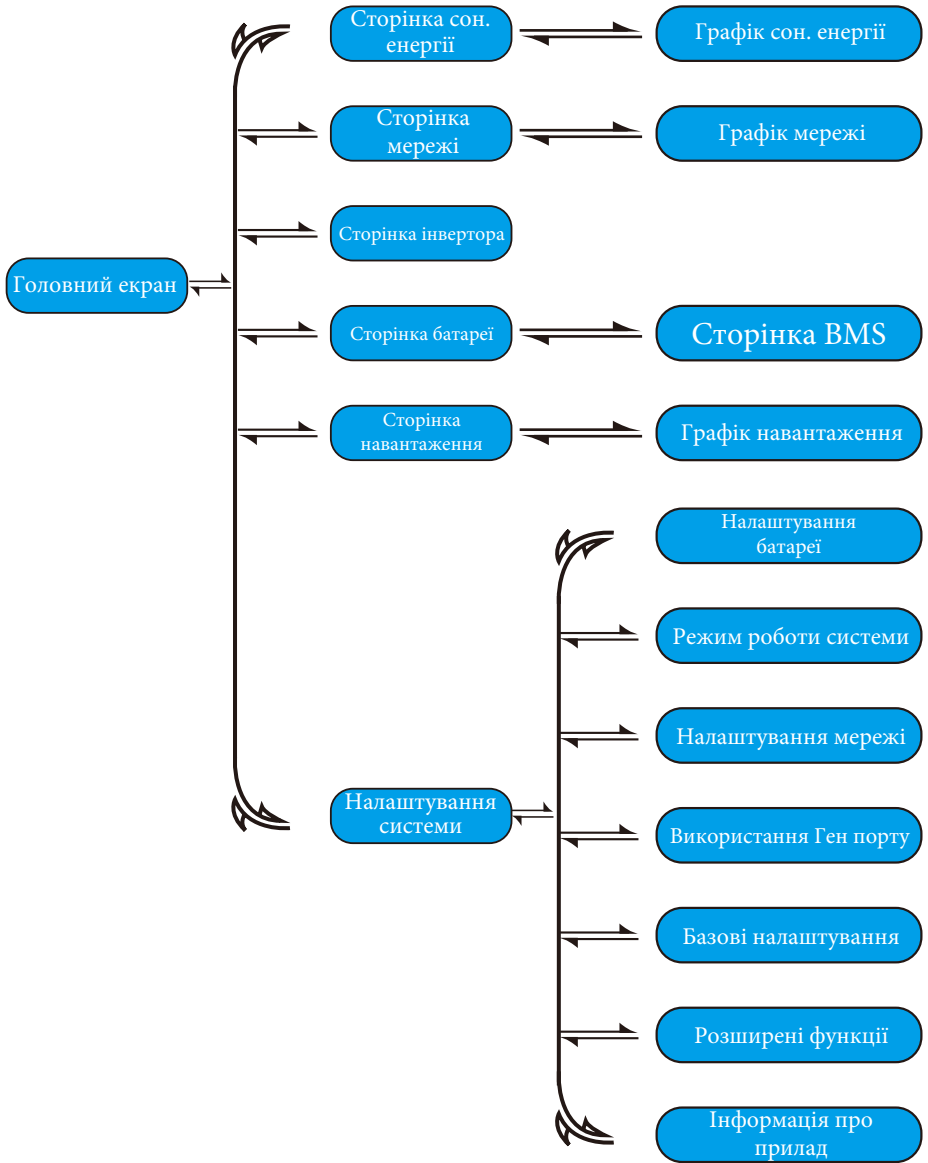 Сторінка сон.
енергії
Графік сон. енергії
Сторінка
мережі
Графік мережі
Сторінка інвертора
Головний екран
Сторінка батареї
Сторінка BMS
Сторінка
навантаження
Графік навантаження
Налаштування
батареї
Режим роботи системи
Налаштування мережі
Налаштування
системи
Використання Ген порту
Базові налаштування
Розширені функції
Інформація про
прилад